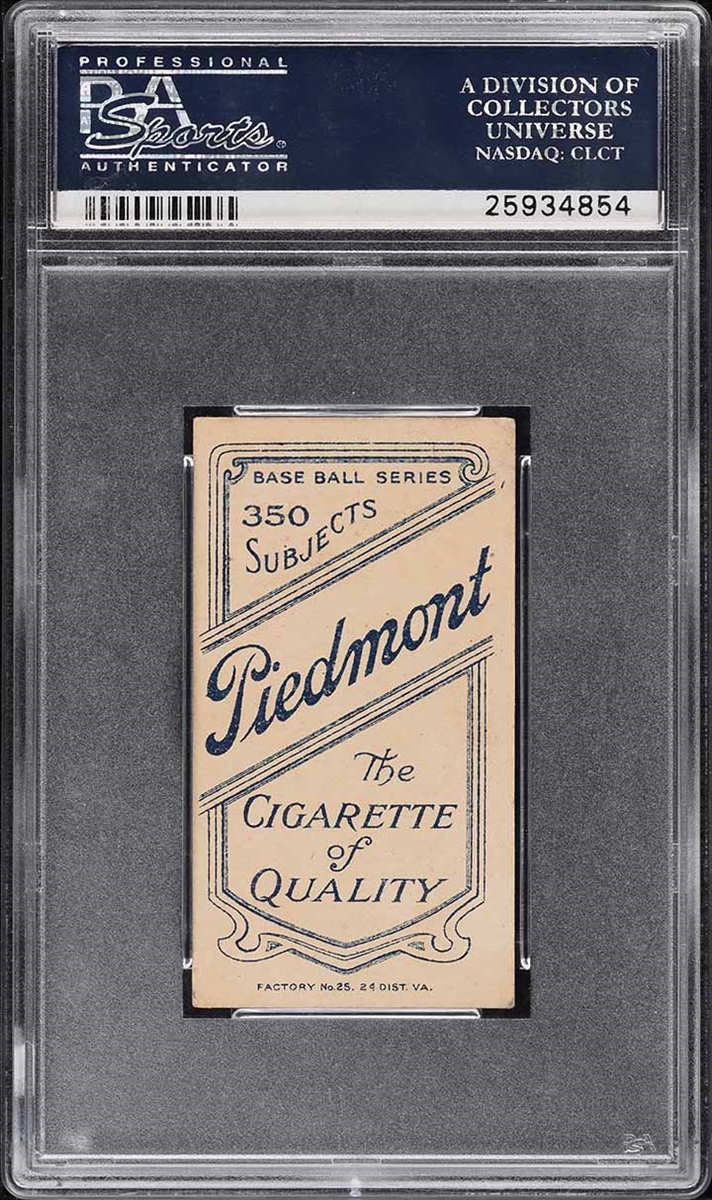 PROFESSIONAL
PSA
Sports
AUTHENTICATOR
A DIVISION OF
COLLECTORS
UNIVERSE
NASDAQ: CLCT
25934854
BASE BALL SERIES
350
SUBJECTS
Piedmont
The
CIGARETTE
of
QUALITY
FACTORY No. 25. 2d DIST. VA.
PSA